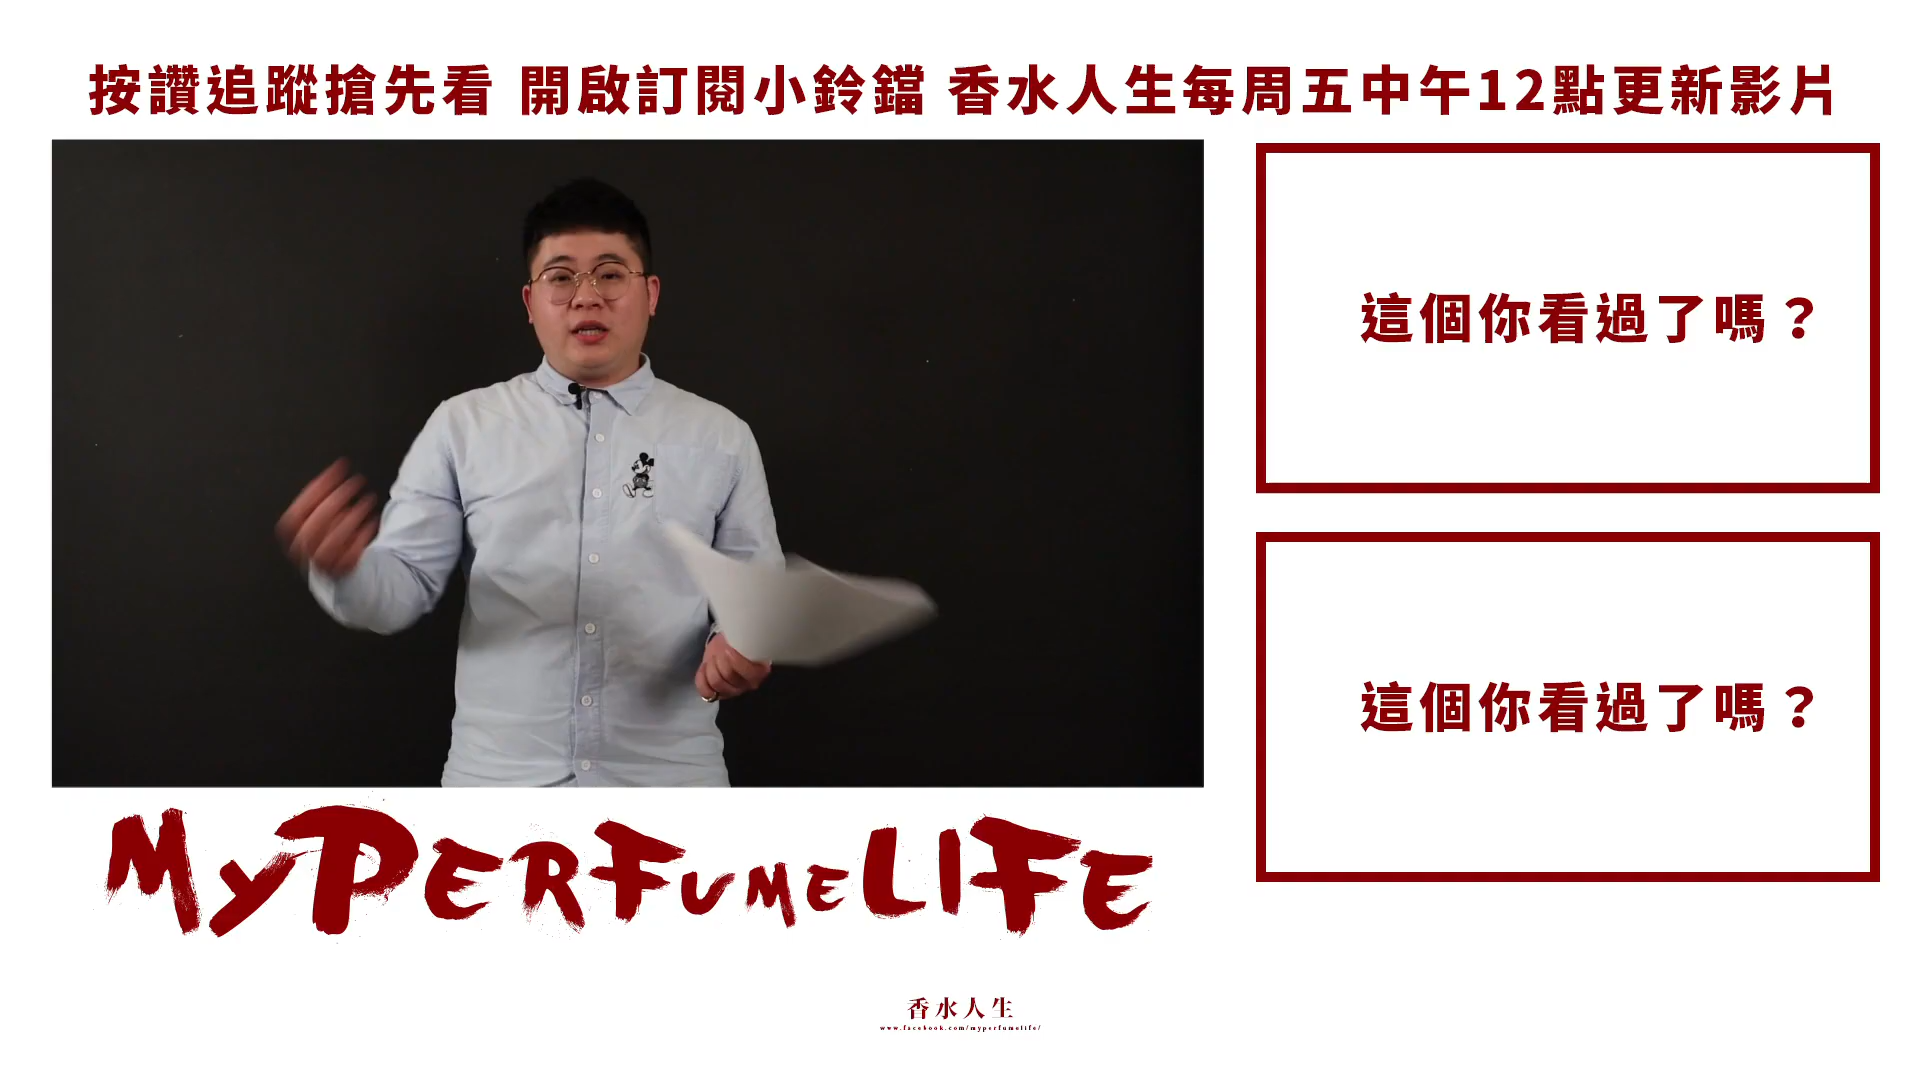 按讚追蹤搶先看 開啟訂閱小鈴鐺 香水人生每周五中午12點更新影片
這個你看過了嗎？
這個你看過了嗎？
MYPERFUMELIFE
香水人生
www.facebook.com/myperfumelife/